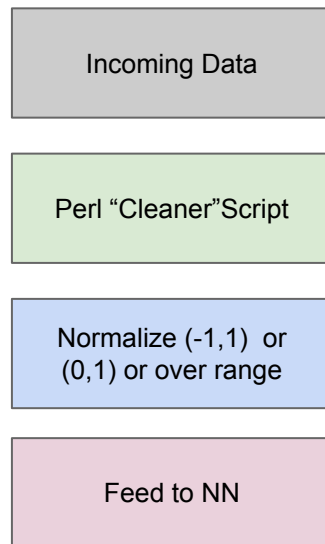 Incoming Data
Perl “Cleaner”Script
Normalize (-1,1) or
(0,1) or over range
Feed to NN